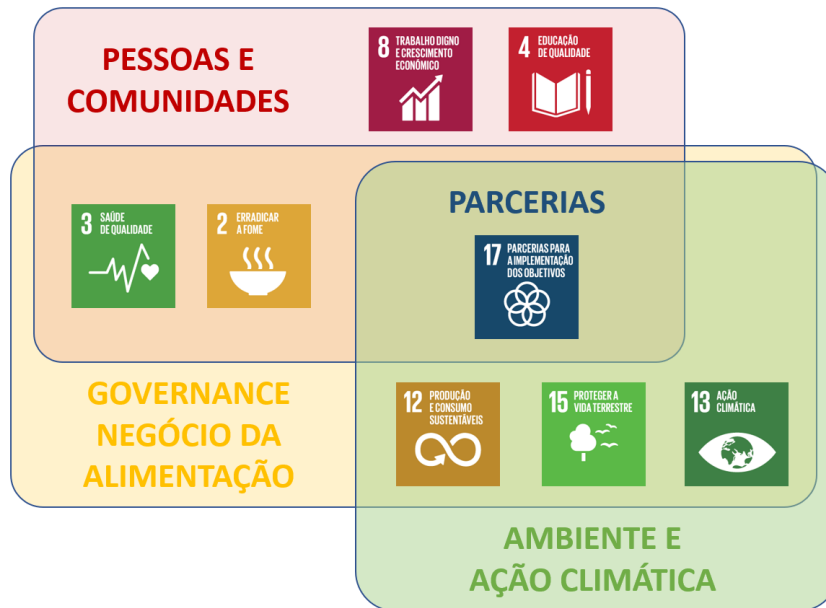 PESSOAS E
COMUNIDADES
8 TRABALHO DIGNO
E CRESCIMENTO
ECONÓMICO
4 EDUCAÇÃO
DE QUALIDADE
3 SAÚDE
DE QUALIDADE
2 ERRADICAR
A FOME
PARCERIAS
17 PARCERIAS PARA
A IMPLEMENTAÇÃO
DOS OBJETIVOS
GOVERNANCE
NEGÓCIO DA
ALIMENTAÇÃO
12 PRODUÇÃO
E CONSUMO
SUSTENTÁVEIS
15 PROTEGER A
VIDA TERRESTRE
13 AÇÃO
CLIMÁTICA
AMBIENTE E
AÇÃO CLIMÁTICA